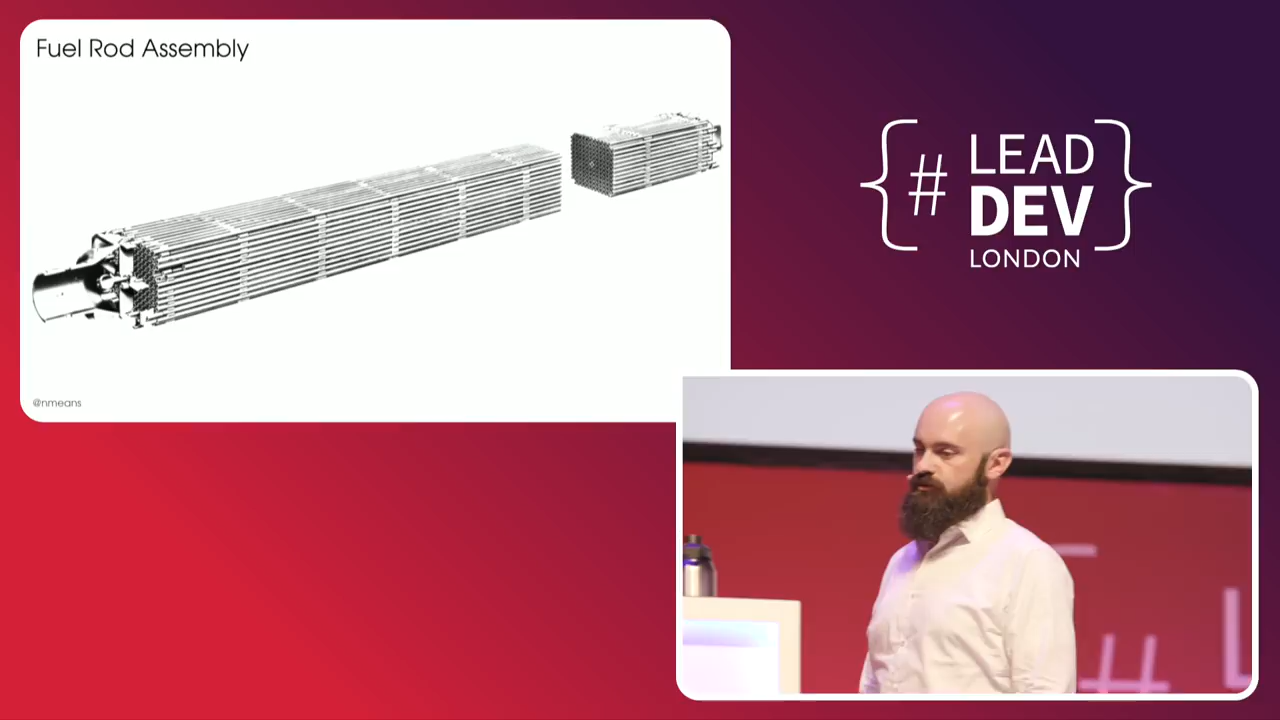 Fuel Rod Assembly
@nmeans
{# LEAD
DEV
LONDON}
#L